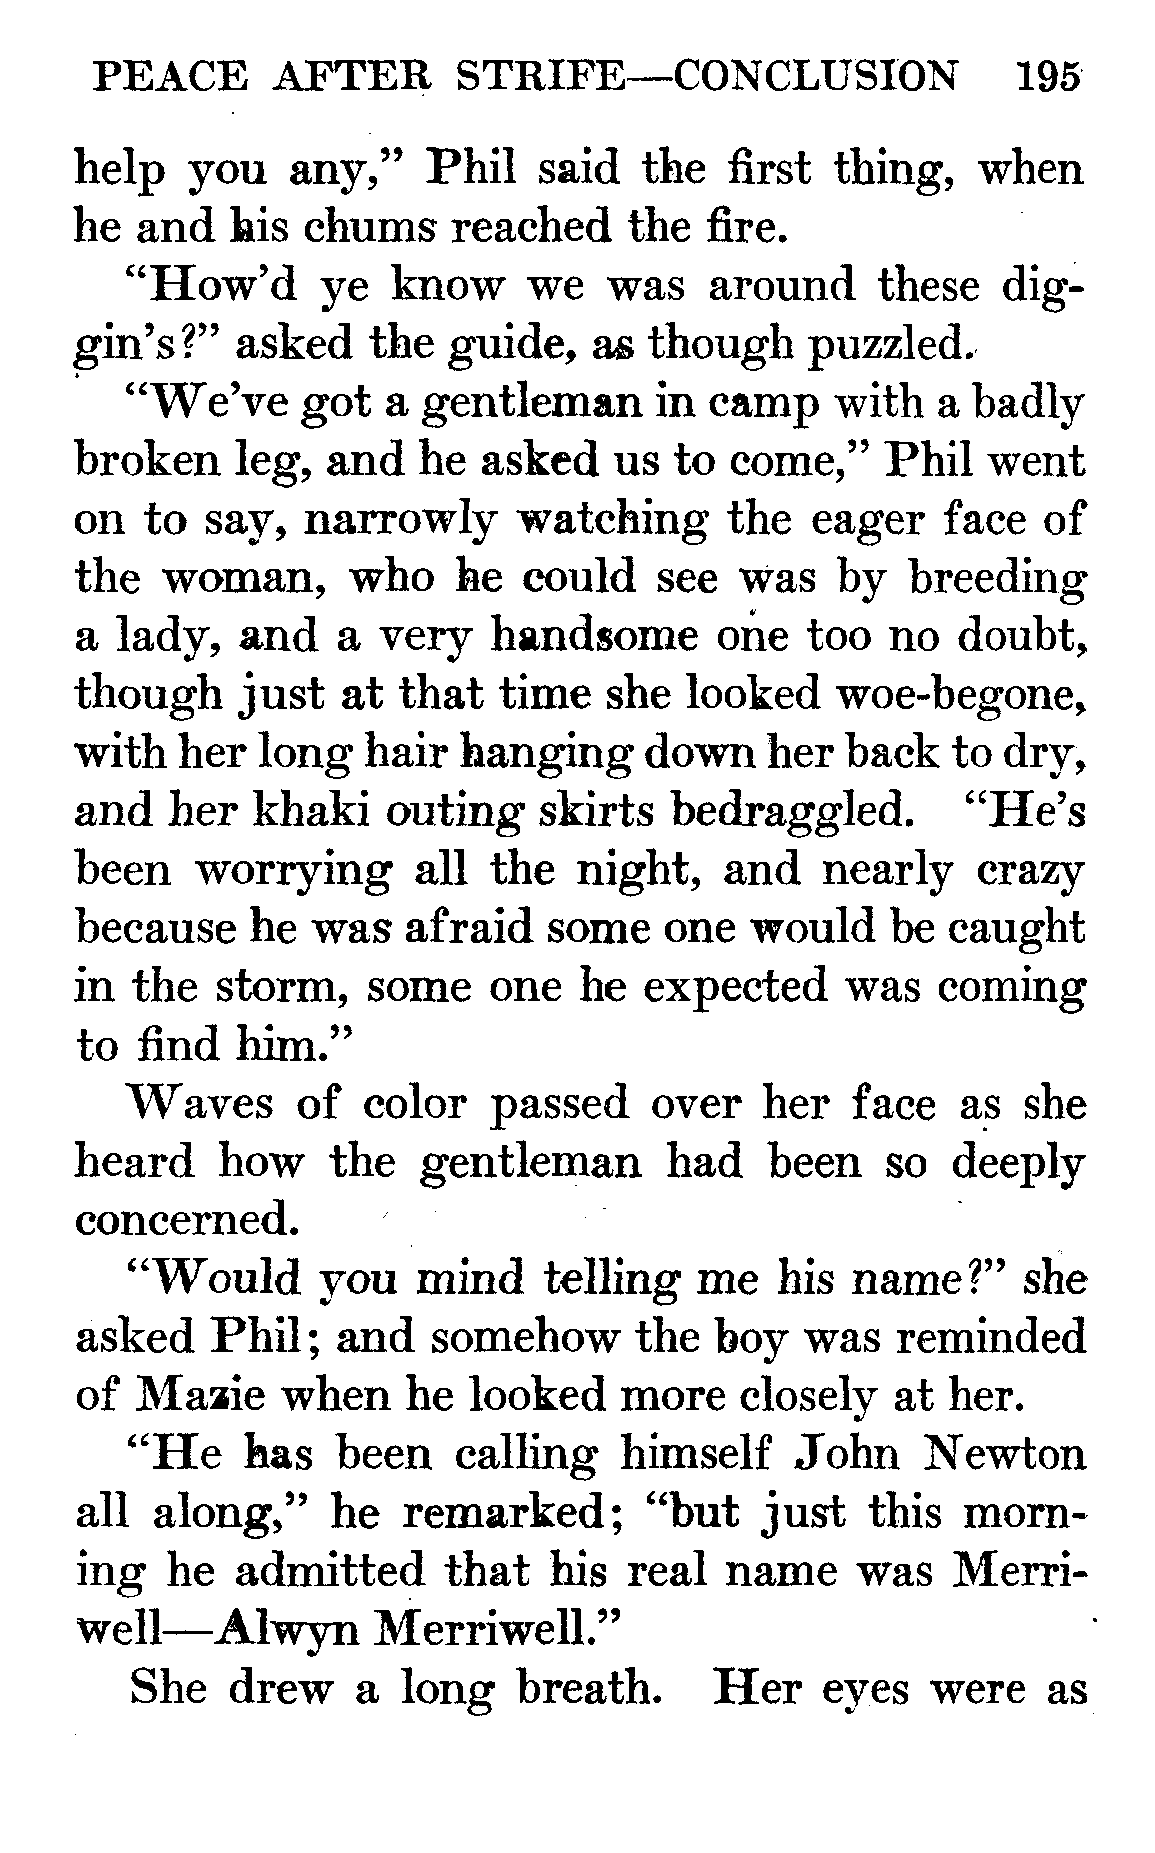 PEACE AFTER STRIFE—CONCLUSION 195
help you any,” Phil said the first thing, when
he and his chums reached the fire.
“How’d ye know we was around these dig-
gin’s?” asked the guide, as though puzzled.
“We’ve got a gentleman in camp with a badly
broken leg, and he asked us to come,” Phil went
on to say, narrowly watching the eager face of
the woman, who he could see was by breeding
a lady, and a very handsome one too no doubt,
though just at that time she looked woe-begone,
with her long hair hanging down her back to dry,
and her khaki outing skirts bedraggled. “He’s
been worrying all the night, and nearly crazy
because he was afraid some one would be caught
in the storm, some one he expected was coming
to find him.”
Waves of color passed over her face as she
heard how the gentleman had been so deeply
concerned.
“Would you mind telling me his name?” she
asked Phil; and somehow the boy was reminded
of Mazie when he looked more closely at her.
“He has been calling himself John Newton
all along,” he remarked; “but just this morn-
ing he admitted that his real name was Merri-
well—Alwyn Merriwell.”
She drew a long breath. Her eyes were as